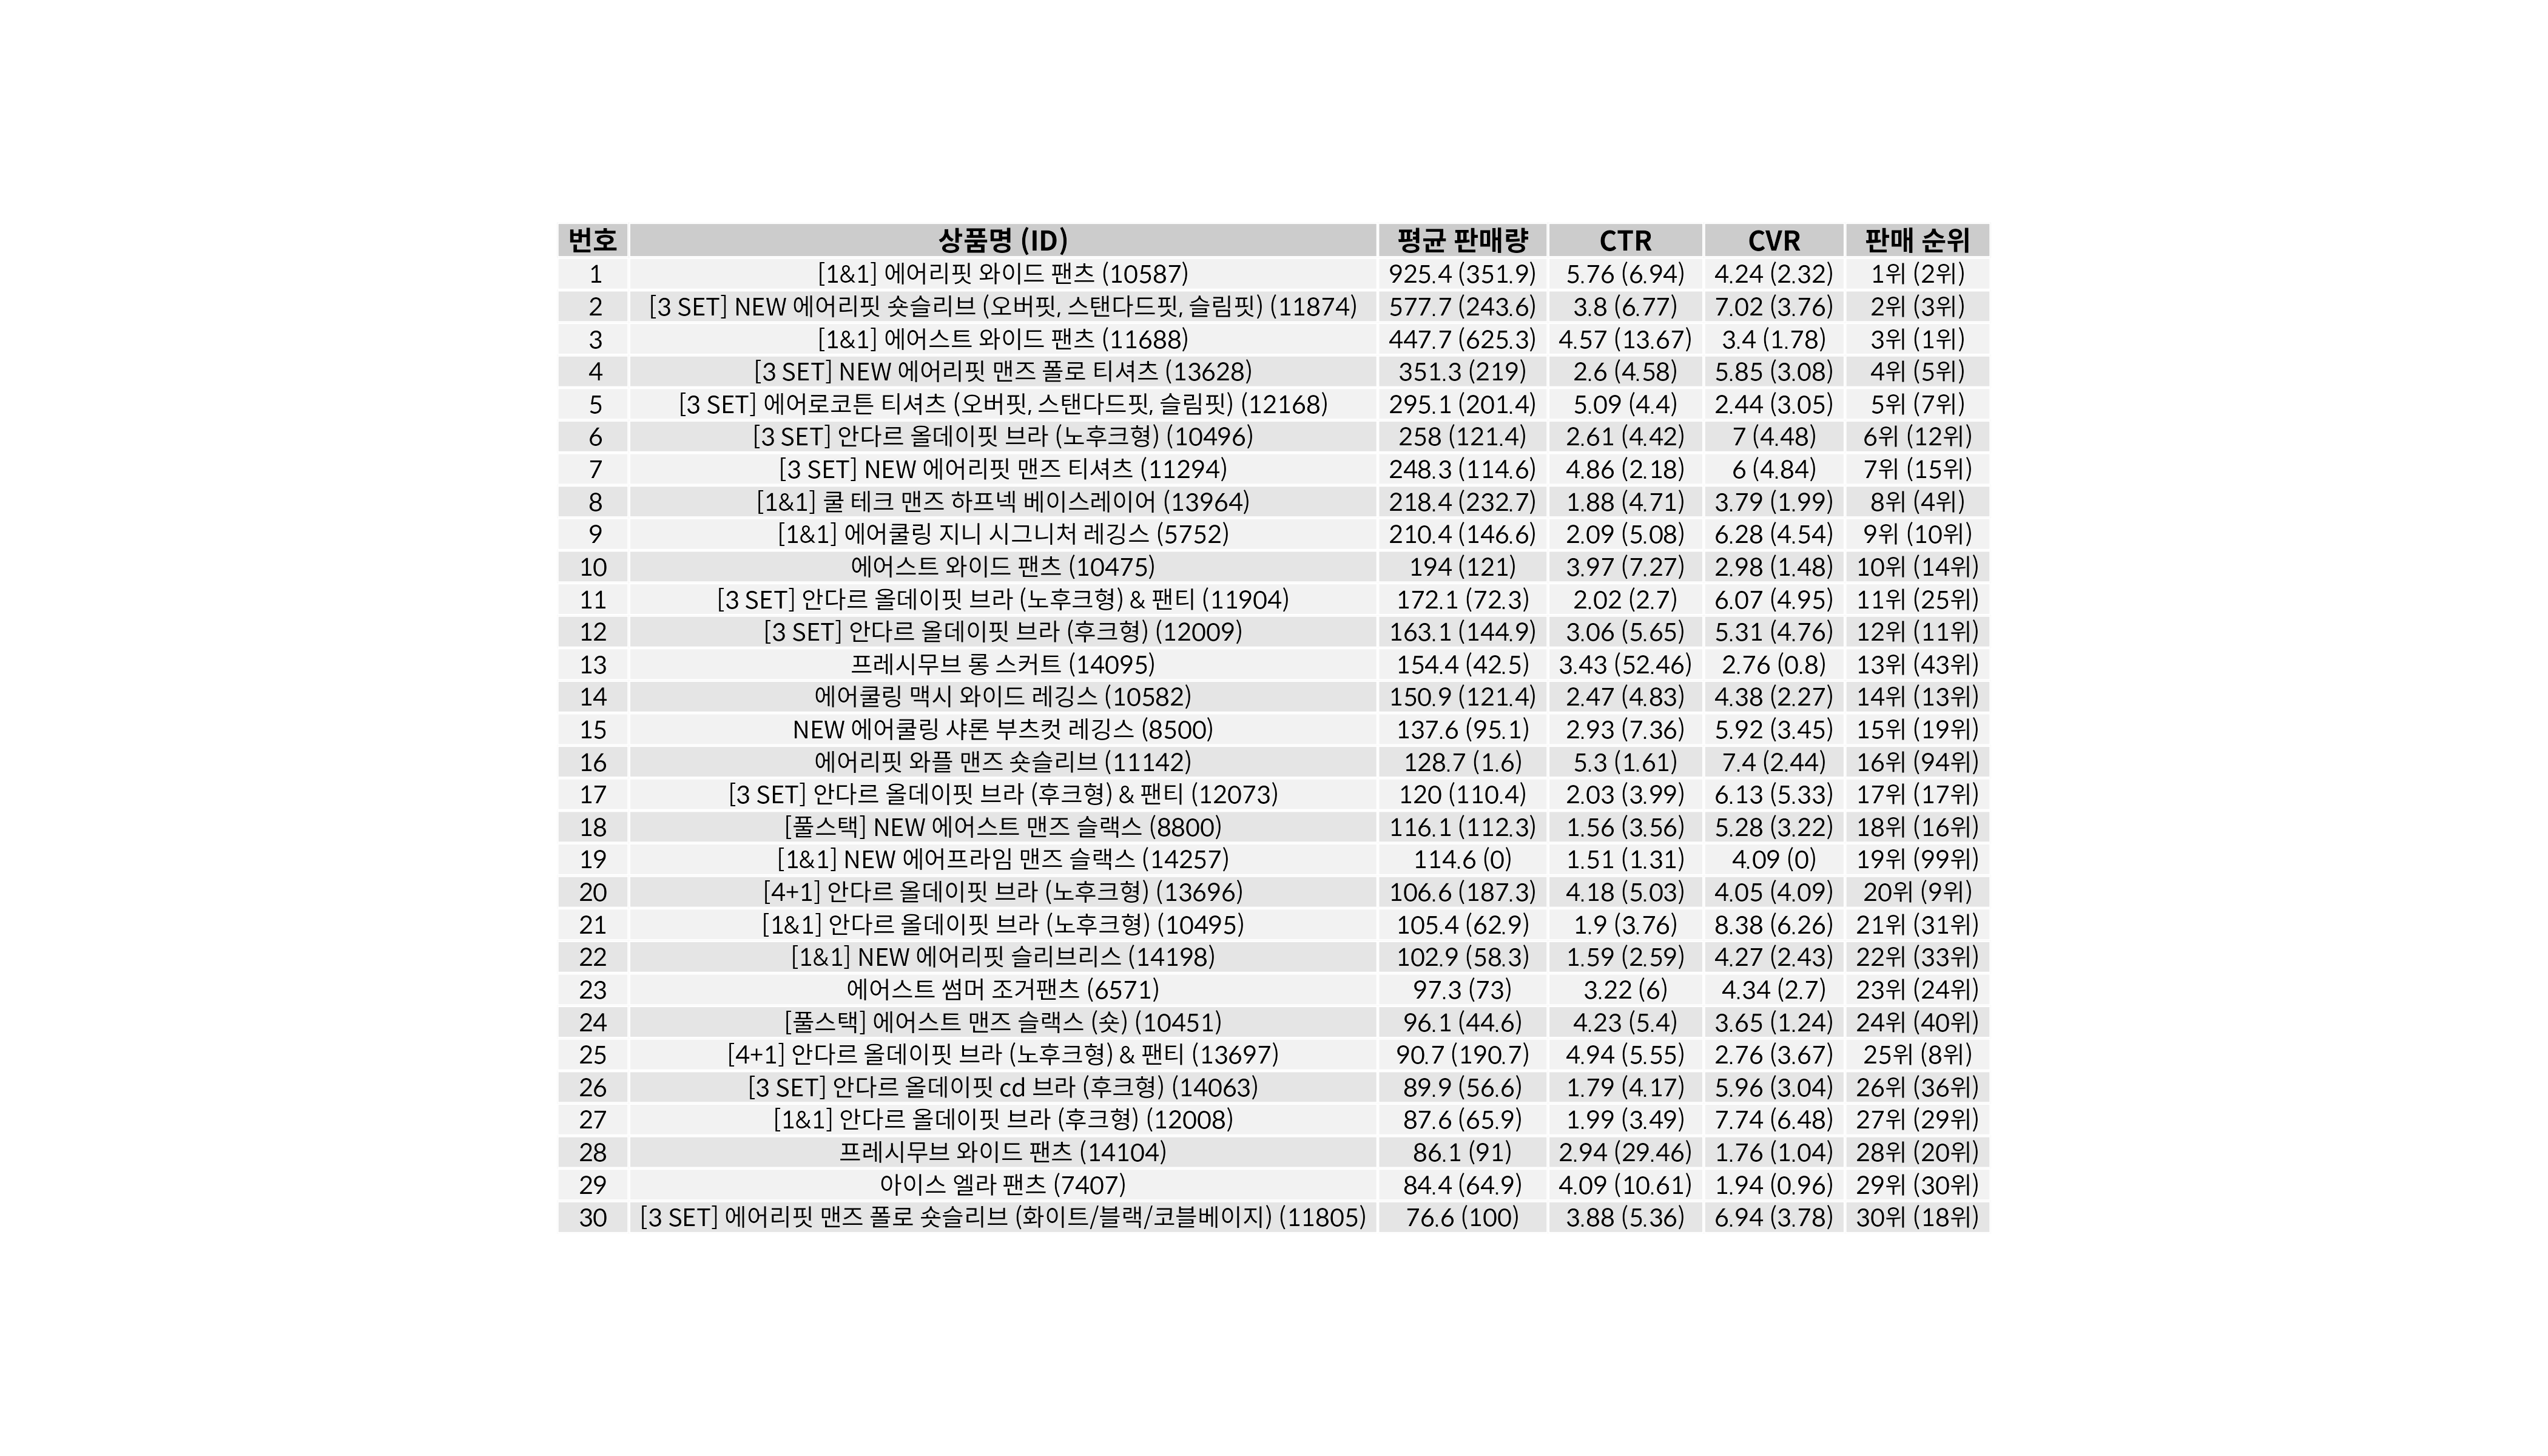 번호 상품명 (ID) 평균 판매량 CTR CVR 판매 순위
1 [1&1] 에어리핏 와이드 팬츠 (10587) 925.4 (351.9) 5.76 (6.94) 4.24 (2.32) 1위 (2위)
2 [3 SET] NEW 에어리핏 숏슬리브 (오버핏, 스탠다드핏, 슬림핏) (11874) 577.7 (243.6) 3.8 (6.77) 7.02 (3.76) 2위 (3위)
3 [1&1] 에어스트 와이드 팬츠 (11688) 447.7 (625.3) 4.57 (13.67) 3.4 (1.78) 3위 (1위)
4 [3 SET] NEW 에어리핏 맨즈 폴로 티셔츠 (13628) 351.3 (219) 2.6 (4.58) 5.85 (3.08) 4위 (5위)
5 [3 SET] 에어로코튼 티셔츠 (오버핏, 스탠다드핏, 슬림핏) (12168) 295.1 (201.4) 5.09 (4.4) 2.44 (3.05) 5위 (7위)
6 [3 SET] 안다르 올데이핏 브라 (노후크형) (10496) 258 (121.4) 2.61 (4.42) 7 (4.48) 6위 (12위)
7 [3 SET] NEW 에어리핏 맨즈 티셔츠 (11294) 248.3 (114.6) 4.86 (2.18) 6 (4.84) 7위 (15위)
8 [1&1] 쿨 테크 맨즈 하프넥 베이스레이어 (13964) 218.4 (232.7) 1.88 (4.71) 3.79 (1.99) 8위 (4위)
9 [1&1] 에어쿨링 지니 시그니처 레깅스 (5752) 210.4 (146.6) 2.09 (5.08) 6.28 (4.54) 9위 (10위)
10 에어스트 와이드 팬츠 (10475) 194 (121) 3.97 (7.27) 2.98 (1.48) 10위 (14위)
11 [3 SET] 안다르 올데이핏 브라 (노후크형) & 팬티 (11904) 172.1 (72.3) 2.02 (2.7) 6.07 (4.95) 11위 (25위)
12 [3 SET] 안다르 올데이핏 브라 (후크형) (12009) 163.1 (144.9) 3.06 (5.65) 5.31 (4.76) 12위 (11위)
13 프레시무브 롱 스커트 (14095) 154.4 (42.5) 3.43 (52.46) 2.76 (0.8) 13위 (43위)
14 에어쿨링 맥시 와이드 레깅스 (10582) 150.9 (121.4) 2.47 (4.83) 4.38 (2.27) 14위 (13위)
15 NEW 에어쿨링 샤론 부츠컷 레깅스 (8500) 137.6 (95.1) 2.93 (7.36) 5.92 (3.45) 15위 (19위)
16 에어리핏 와플 맨즈 숏슬리브 (11142) 128.7 (1.6) 5.3 (1.61) 7.4 (2.44) 16위 (94위)
17 [3 SET] 안다르 올데이핏 브라 (후크형) & 팬티 (12073) 120 (110.4) 2.03 (3.99) 6.13 (5.33) 17위 (17위)
18 [풀스택] NEW 에어스트 맨즈 슬랙스 (8800) 116.1 (112.3) 1.56 (3.56) 5.28 (3.22) 18위 (16위)
19 [1&1] NEW 에어프라임 맨즈 슬랙스 (14257) 114.6 (0) 1.51 (1.31) 4.09 (0) 19위 (99위)
20 [4+1] 안다르 올데이핏 브라 (노후크형) (13696) 106.6 (187.3) 4.18 (5.03) 4.05 (4.09) 20위 (9위)
21 [1&1] 안다르 올데이핏 브라 (노후크형) (10495) 105.4 (62.9) 1.9 (3.76) 8.38 (6.26) 21위 (31위)
22 [1&1] NEW 에어리핏 슬리브리스 (14198) 102.9 (58.3) 1.59 (2.59) 4.27 (2.43) 22위 (33위)
23 에어스트 썸머 조거팬츠 (6571) 97.3 (73) 3.22 (6) 4.34 (2.7) 23위 (24위)
24 [풀스택] 에어스트 맨즈 슬랙스 (숏) (10451) 96.1 (44.6) 4.23 (5.4) 3.65 (1.24) 24위 (40위)
25 [4+1] 안다르 올데이핏 브라 (노후크형) & 팬티 (13697) 90.7 (190.7) 4.94 (5.55) 2.76 (3.67) 25위 (8위)
26 [3 SET] 안다르 올데이핏 cd 브라 (후크형) (14063) 89.9 (56.6) 1.79 (4.17) 5.96 (3.04) 26위 (36위)
27 [1&1] 안다르 올데이핏 브라 (후크형) (12008) 87.6 (65.9) 1.99 (3.49) 7.74 (6.48) 27위 (29위)
28 프레시무브 와이드 팬츠 (14104) 86.1 (91) 2.94 (29.46) 1.76 (1.04) 28위 (20위)
29 아이스 엘라 팬츠 (7407) 84.4 (64.9) 4.09 (10.61) 1.94 (0.96) 29위 (30위)
30 [3 SET] 에어리핏 맨즈 폴로 숏슬리브 (화이트/블랙/코블베이지) (11805) 76.6 (100) 3.88 (5.36) 6.94 (3.78) 30위 (18위)